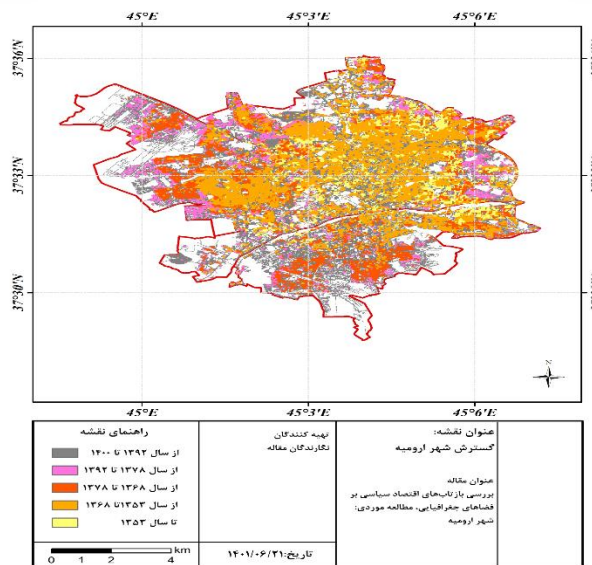 45°E 45°3'E 45°6'E
37°36'N
37°33'N
37°30'N
45°E 45°3'E 45°6'E
N
عنوان نقشه:
گسترش شهر ارومیه
عنوان مقاله
بررسی بازتاب‌های اقتصاد سیاسی بر
فضاهای جغرافیایی، مطالعه موردی:
شهر ارومیه
تهیه کنندگان
نگارندگان مقاله
تاریخ:۱۴۰۱/۰۶/۲۱
راهنمای نقشه
از سال ۱۳۹۲ تا ۱۴۰۰
از سال ۱۳۷۸ تا ۱۳۹۲
از سال ۱۳۶۸ تا ۱۳۷۸
از سال ۱۳۵۳تا ۱۳۶۸
تا سال ۱۳۵۳
km
0 1 2 4